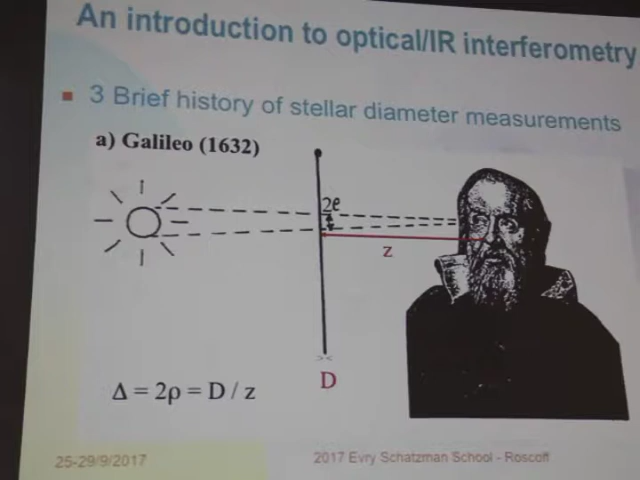 An introduction to optical/IR interferometry
3 Brief history of stellar diameter measurements
a) Galileo (1632)
2e
z
D
Δ = 2ρ = D / z
25-29/9/2017
2017 Evry Schatzman School - Roscoff